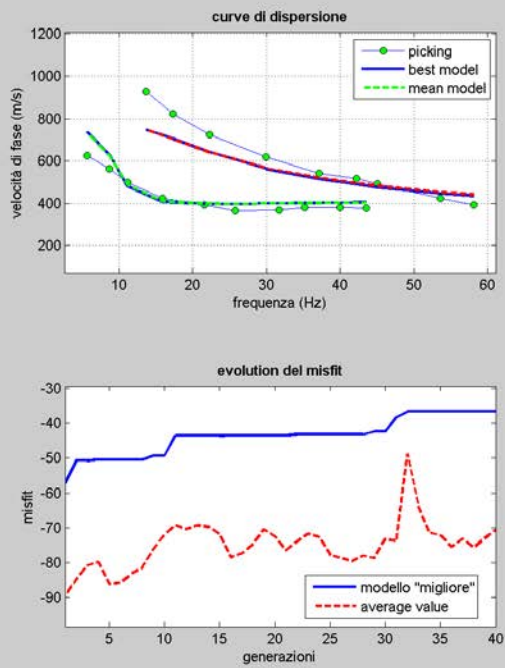 curve di dispersione
1200
1000
800
600
400
200
velocità di fase (m/s)
picking
best model
mean model
10 20 30 40 50 60
frequenza (Hz)
evolution del misfit
-30
-40
-50
-60
-70
-80
-90
misfit
modello "migliore"
average value
5 10 15 20 25 30 35 40
generazioni